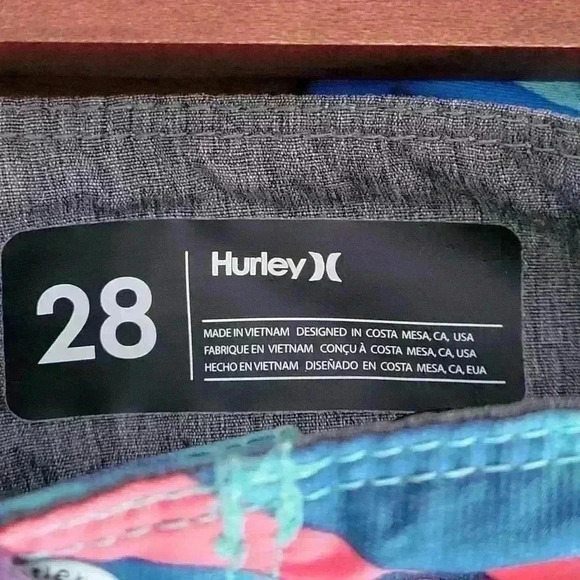 28
Hurley
MADE IN VIETNAM DESIGNED IN COSTA MESA, CA, USA
FABRIQUE EN VIETNAM CONÇU À COSTA MESA, CA, USA
HECHO EN VIETNAM DISEÑADO EN COSTA MESA, CA, EUA